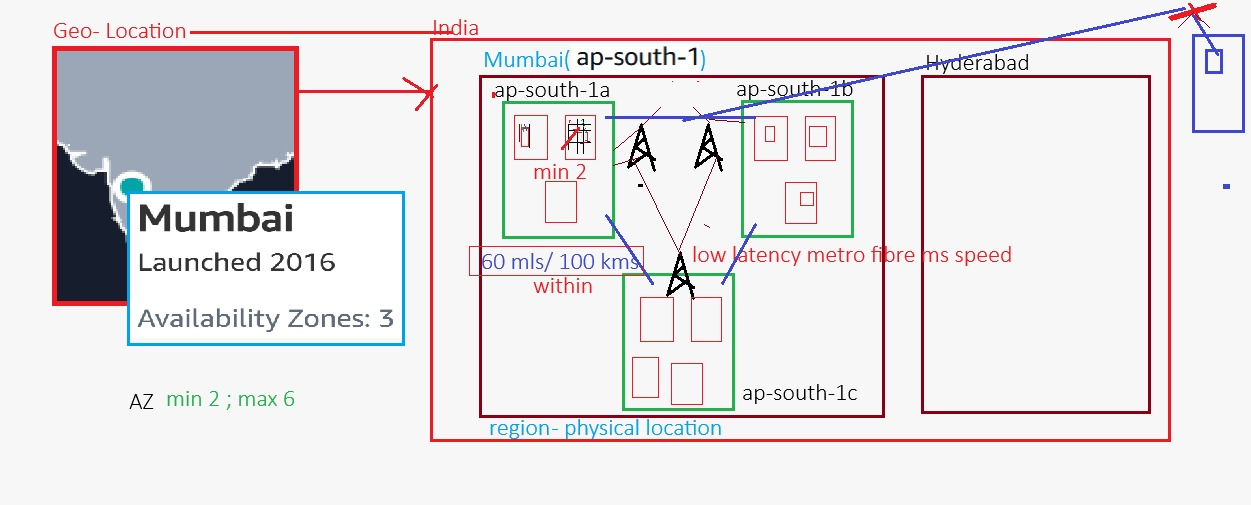 Geo- Location
India
Mumbai( ap-south-1)
Hyderabad
ap-south-1a
ap-south-1b
min 2
60 mls/ 100 kms
within
low latency metro fibre ms speed
Mumbai
Launched 2016
Availability Zones: 3
AZ min 2 ; max 6
ap-south-1c
region- physical location